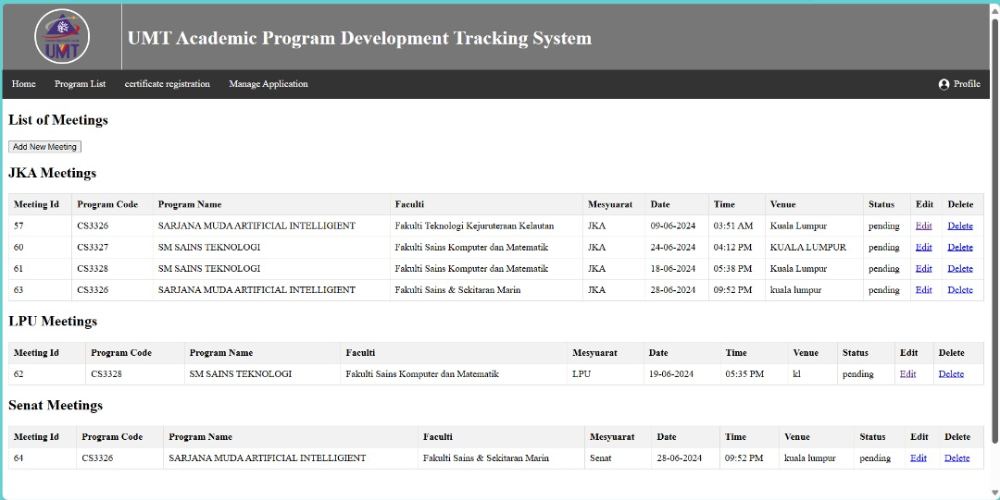 UMT
UMT Academic Program Development Tracking System
Home Program List certificate registration Manage Application Profile
List of Meetings
Add New Meeting
JKA Meetings
Meeting Id Program Code Program Name Faculti Mesyuarat Date Time Venue Status Edit Delete
57 CS3326 SARJANA MUDA ARTIFICIAL INTELLIGIENT Fakulti Teknologi Kejuruteraan Kelautan JKA 09-06-2024 03:51 AM Kuala Lumpur pending Edit Delete
60 CS3327 SM SAINS TEKNOLOGI Fakulti Sains Komputer dan Matematik JKA 24-06-2024 04:12 PM KUALA LUMPUR pending Edit Delete
61 CS3328 SM SAINS TEKNOLOGI Fakulti Sains Komputer dan Matematik JKA 18-06-2024 05:38 PM Kuala Lumpur pending Edit Delete
63 CS3326 SARJANA MUDA ARTIFICIAL INTELLIGIENT Fakulti Sains & Sekitaran Marin JKA 28-06-2024 09:52 PM kuala lumpur pending Edit Delete
LPU Meetings
Meeting Id Program Code Program Name Faculti Mesyuarat Date Time Venue Status Edit Delete
62 CS3328 SM SAINS TEKNOLOGI Fakulti Sains Komputer dan Matematik LPU 19-06-2024 05:35 PM kl pending Edit Delete
Senat Meetings
Meeting Id Program Code Program Name Faculti Mesyuarat Date Time Venue Status Edit Delete
64 CS3326 SARJANA MUDA ARTIFICIAL INTELLIGIENT Fakulti Sains & Sekitaran Marin Senat 28-06-2024 09:52 PM kuala lumpur pending Edit Delete